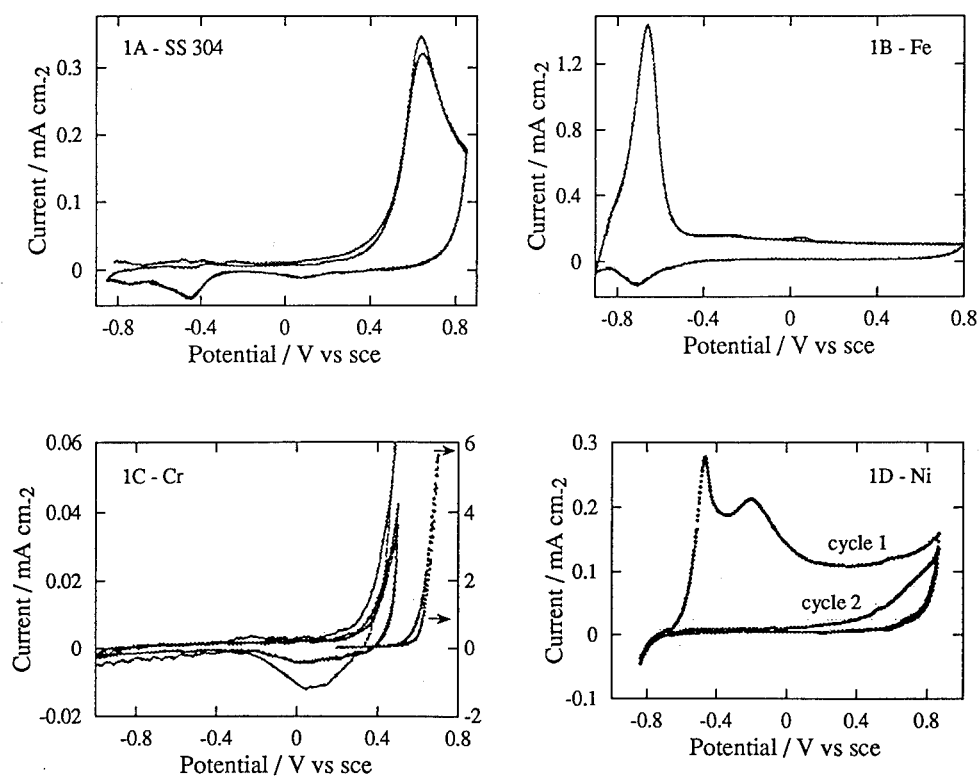 1A - SS 304
0.3
0.2
0.1
0
Current / mA cm-2
-0.8 -0.4 0 0.4 0.8
Potential / V vs sce
1B - Fe
1.2
0.8
0.4
0
Current / mA cm-2
-0.8 -0.4 0 0.4 0.8
Potential / V vs sce
1C - Cr
0.06
0.04
0.02
0
-0.02
Current / mA cm-2
6
4
2
0
-2
-0.8 -0.4 0 0.4 0.8
Potential / V vs sce
1D - Ni
cycle 1
cycle 2
0.3
0.2
0.1
0
-0.1
Current / mA cm-2
-0.8 -0.4 0 0.4 0.8
Potential / V vs sce